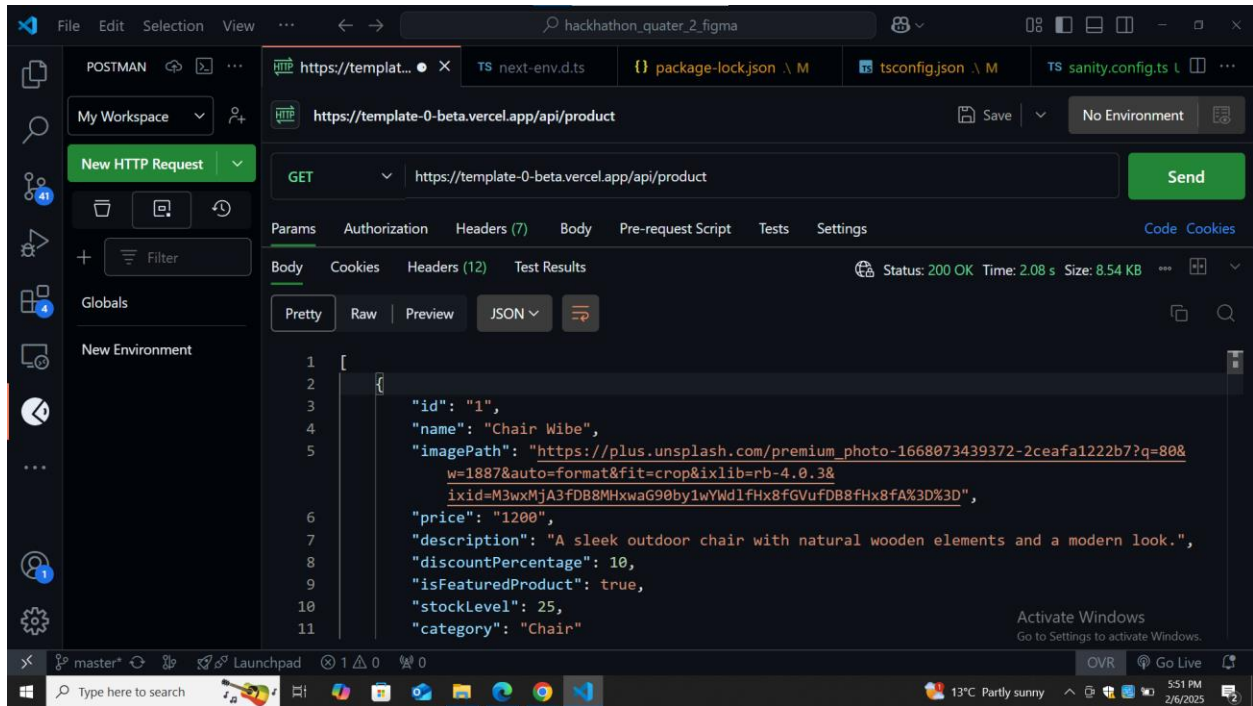 File Edit Selection View ... hackhathon_quater_2_figma
POSTMAN ... https://templat... TS next-env.d.ts {} package-lock.json .\ M TS tsconfig.json .\ M TS sanity.config.ts ...
My Workspace HTTP https://template-0-beta.vercel.app/api/product Save No Environment
New HTTP Request GET https://template-0-beta.vercel.app/api/product Send
41
Params Authorization Headers (7) Body Pre-request Script Tests Settings Code Cookies
Filter
Body Cookies Headers (12) Test Results Status: 200 OK Time: 2.08 s Size: 8.54 KB
4
Globals
Pretty Raw Preview JSON
New Environment
1 [
2 {
3 "id": "1",
4 "name": "Chair Wibe",
5 "imagePath": "https://plus.unsplash.com/premium_photo-1668073439372-2ceafa1222b7?q=80&
w=1887&auto=format&fit=crop&ixlib=rb-4.0.3&
ixid=M3wxMjA3fDB8MHxwaG90by1wYWdlfHx8fGVufDB8fHx8fA%3D%3D",
6 "price": "1200",
7 "description": "A sleek outdoor chair with natural wooden elements and a modern look.",
8 "discountPercentage": 10,
9 "isFeaturedProduct": true,
10 "stockLevel": 25,
11 "category": "Chair"
1
Activate Windows
Go to Settings to activate Windows.
master* Launchpad 1 0 0 OVR Go Live
Type here to search 13°C Partly sunny 5:51 PM
2/6/2025
2